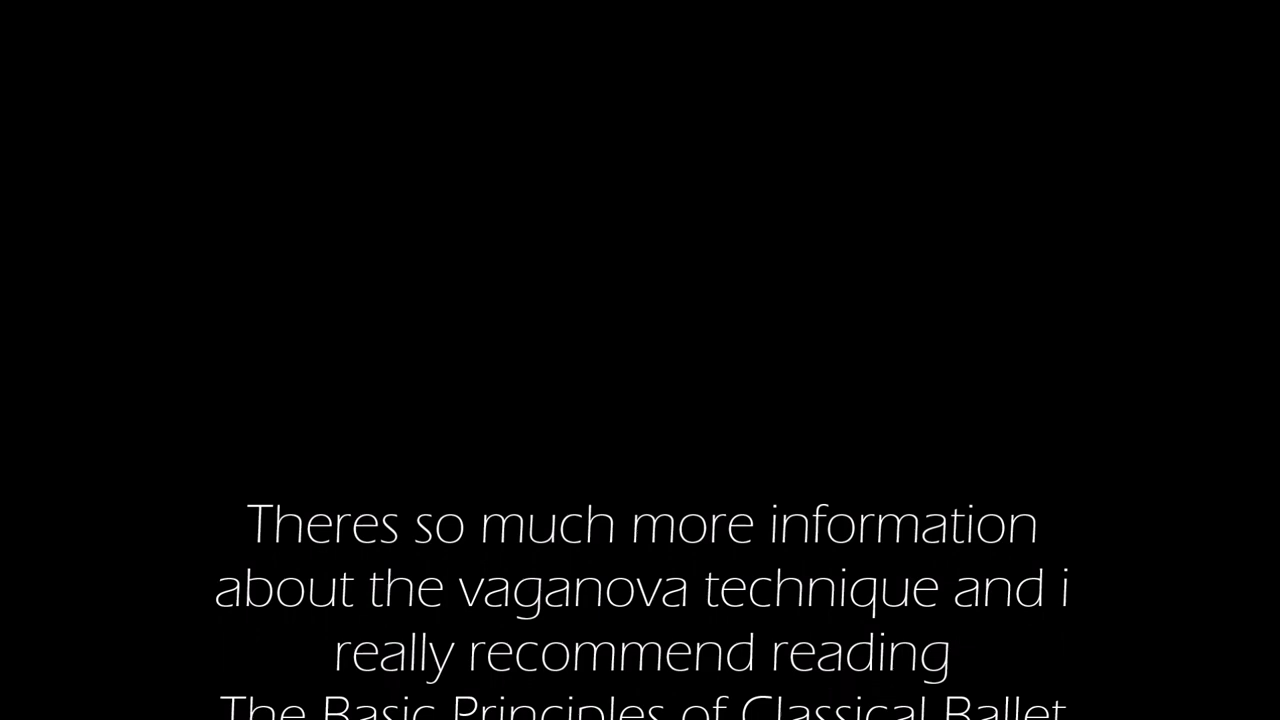 Theres so much more information
about the vaganova technique and i
really recommend reading
The Basic Principles of Classical Ballet